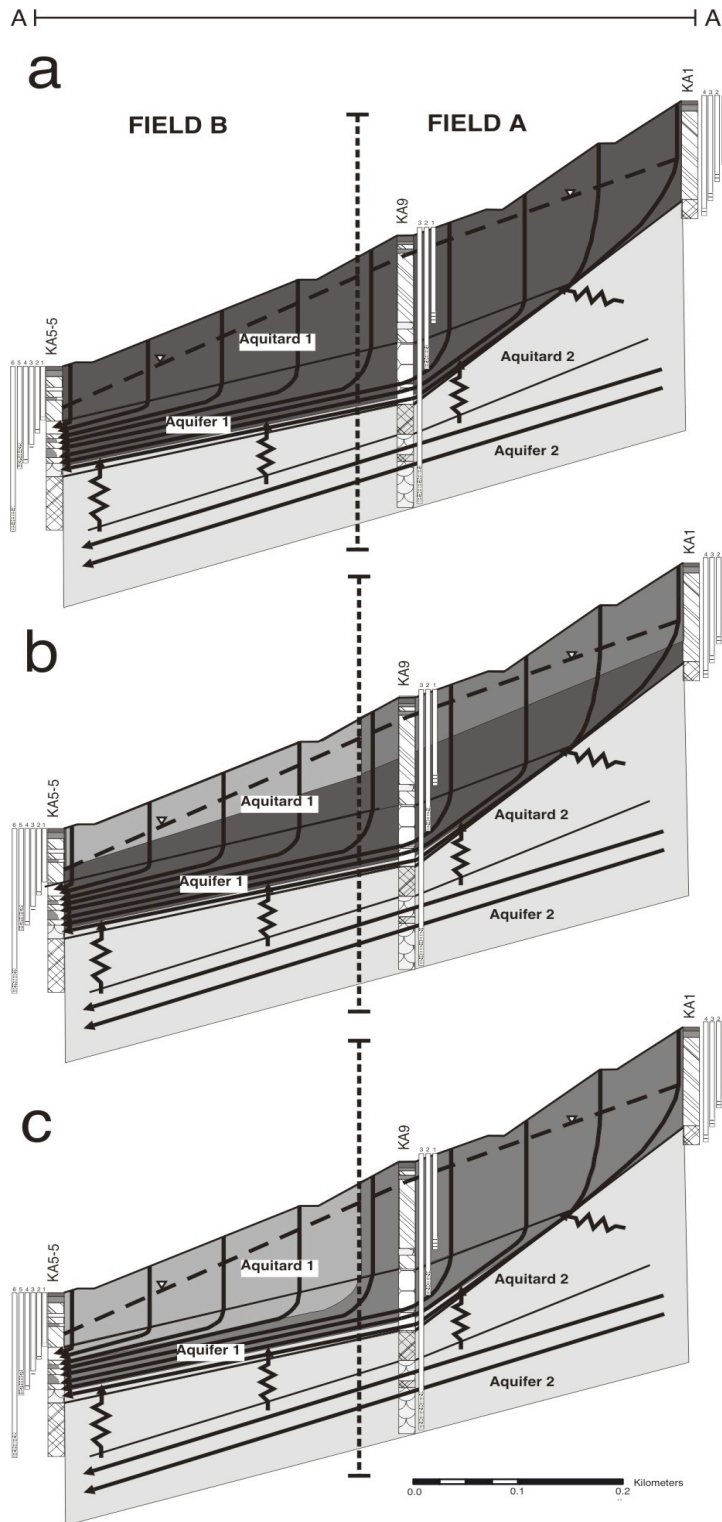 A A
a
KA1
4 3 2
FIELD B FIELD A
KA9
3 2 1
KA5-5
6 5 4 3 2 1
Aquitard 1
Aquitard 2
Aquifer 1
Aquifer 2
b
KA1
4 3 2
KA9
3 2 1
KA5-5
6 5 4 3 2 1
Aquitard 1
Aquitard 2
Aquifer 1
Aquifer 2
c
KA1
4 3 2
KA9
3 2 1
KA5-5
6 5 4 3 2 1
Aquitard 1
Aquitard 2
Aquifer 1
Aquifer 2
Kilometers
0.0 0.1 0.2